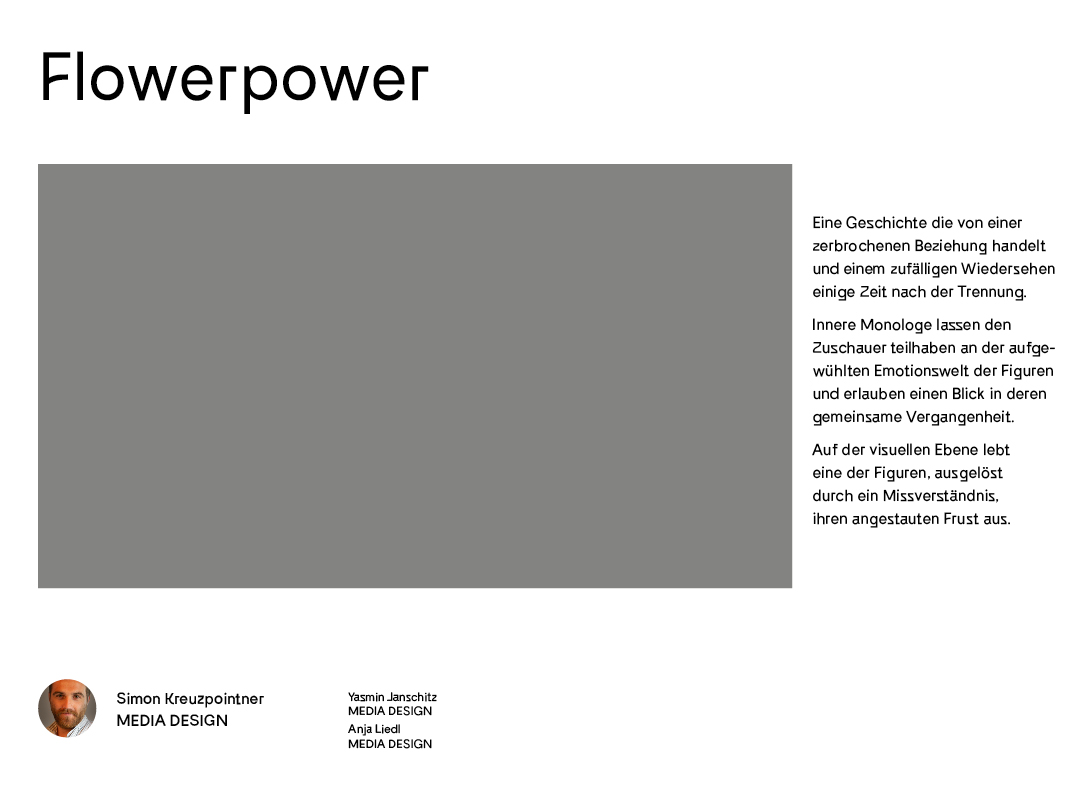 Flowerpower
Eine Geschichte die von einer
zerbrochenen Beziehung handelt
und einem zufälligen Wiedersehen
einige Zeit nach der Trennung.
Innere Monologe lassen den
Zuschauer teilhaben an der aufge-
wühlten Emotionswelt der Figuren
und erlauben einen Blick in deren
gemeinsame Vergangenheit.
Auf der visuellen Ebene lebt
eine der Figuren, ausgelöst
durch ein Missverständnis,
ihren angestauten Frust aus.
Simon Kreuzpointner
MEDIA DESIGN
Yasmin Janschitz
MEDIA DESIGN
Anja Liedl
MEDIA DESIGN